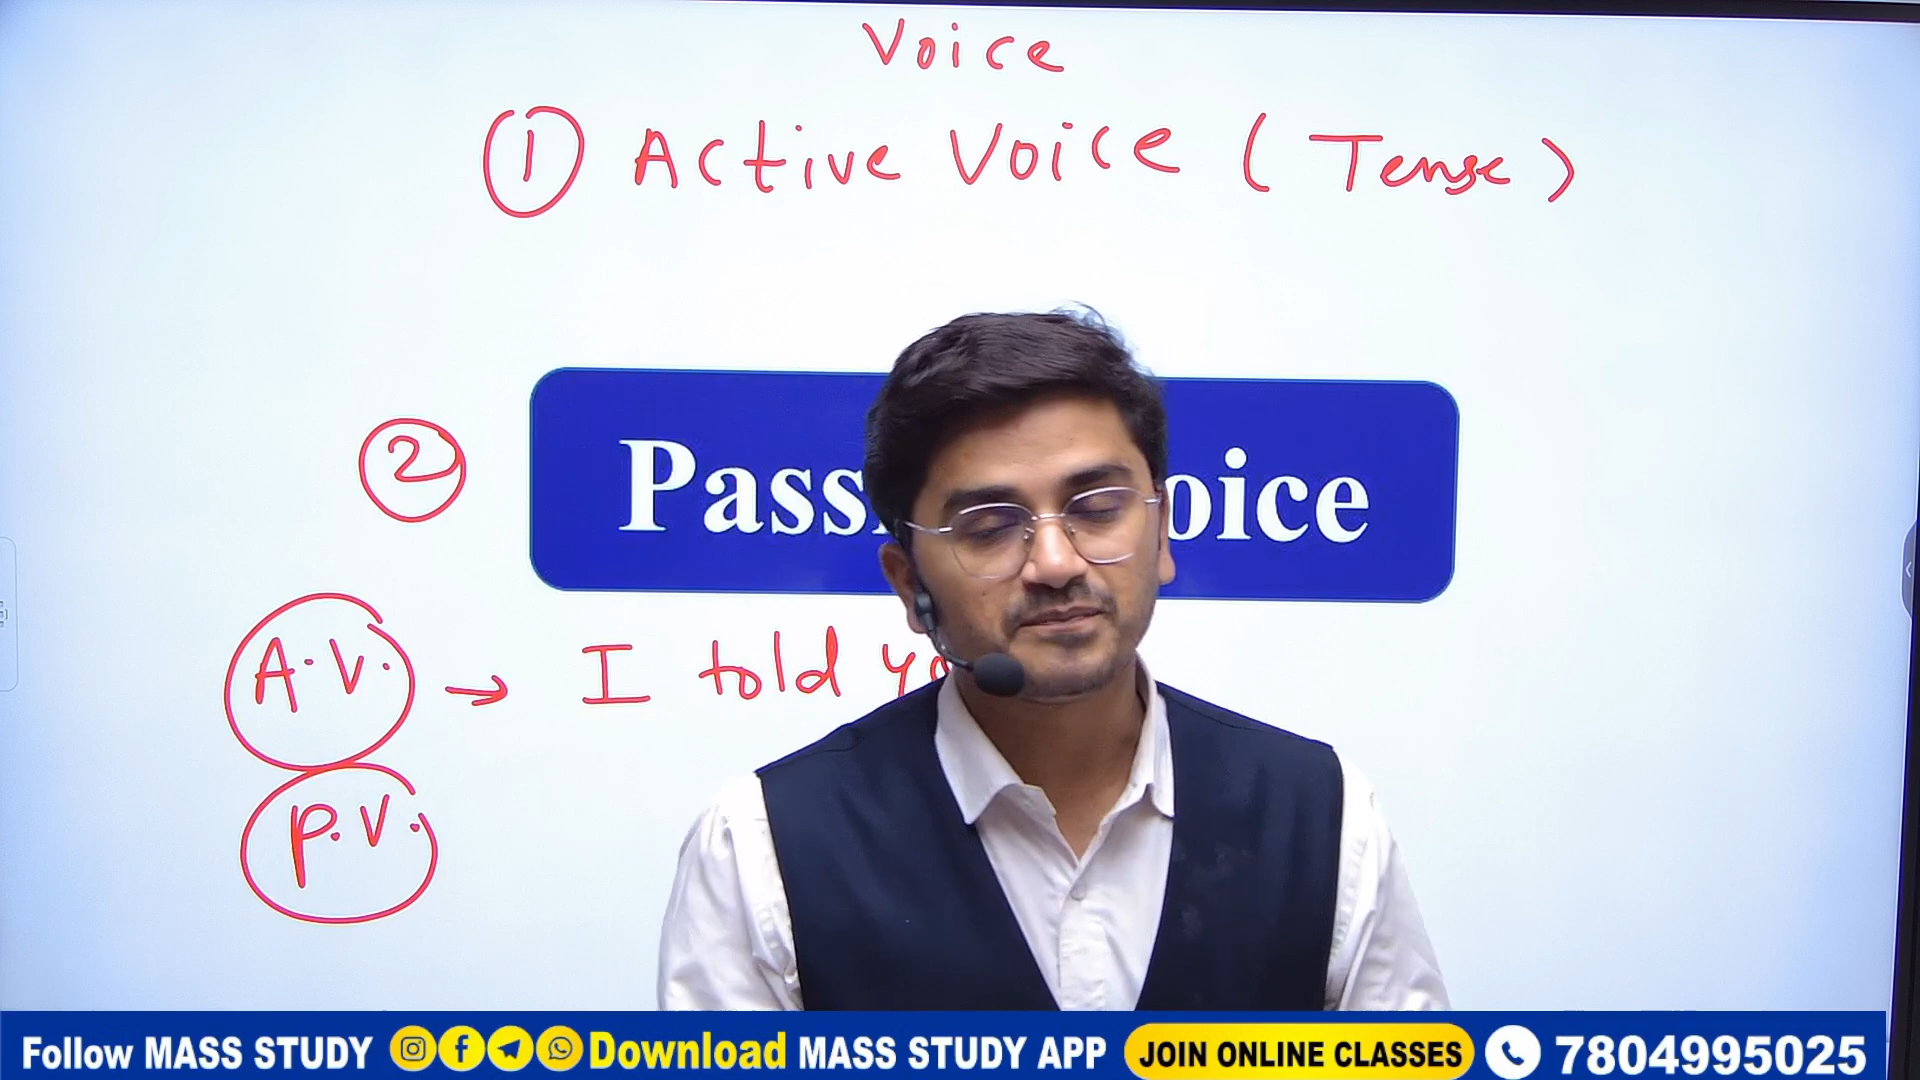 Voice
① Active Voice ( Tense )
②
A.V. → I told
P.V.
Follow MASS STUDY Download MASS STUDY APP JOIN ONLINE CLASSES 7804995025